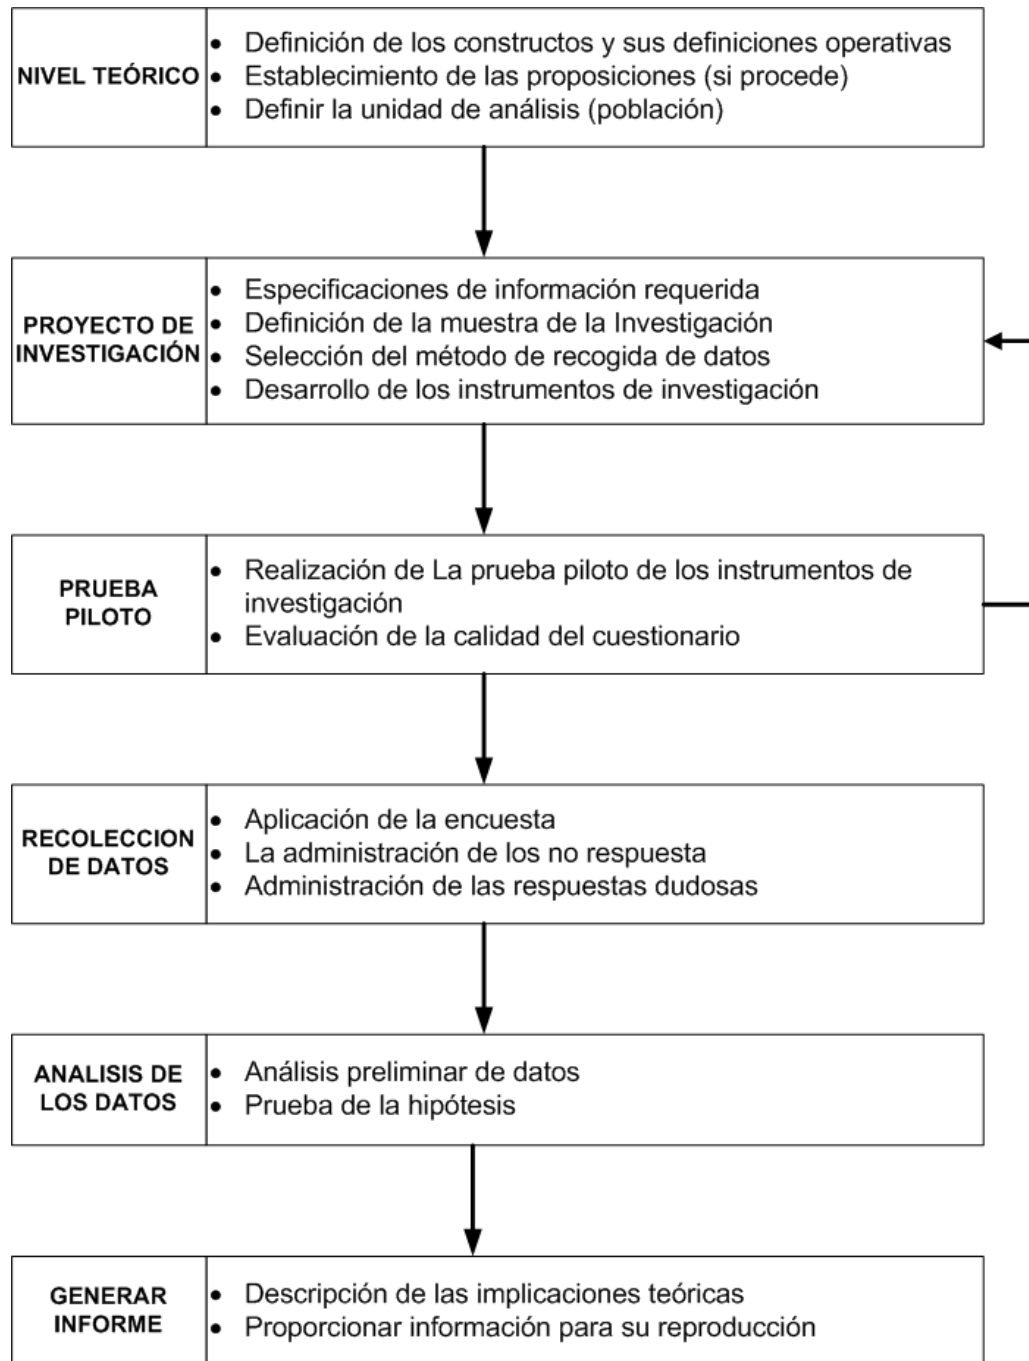 NIVEL TEÓRICO
• Definición de los constructos y sus definiciones operativas
• Establecimiento de las proposiciones (si procede)
• Definir la unidad de análisis (población)
PROYECTO DE
INVESTIGACIÓN
• Especificaciones de información requerida
• Definición de la muestra de la Investigación
• Selección del método de recogida de datos
• Desarrollo de los instrumentos de investigación
PRUEBA
PILOTO
• Realización de La prueba piloto de los instrumentos de
investigación
• Evaluación de la calidad del cuestionario
RECOLECCION
DE DATOS
• Aplicación de la encuesta
• La administración de los no respuesta
• Administración de las respuestas dudosas
ANALISIS DE
LOS DATOS
• Análisis preliminar de datos
• Prueba de la hipótesis
GENERAR
INFORME
• Descripción de las implicaciones teóricas
• Proporcionar información para su reproducción